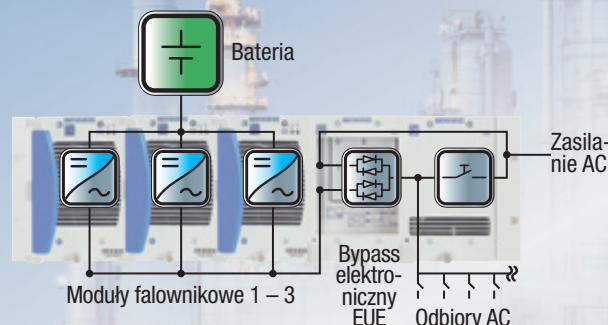 Bateria
Zasila-
nie AC
Bypass
elektro-
niczny
EUE
Moduły falownikowe 1 – 3
Odbiory AC